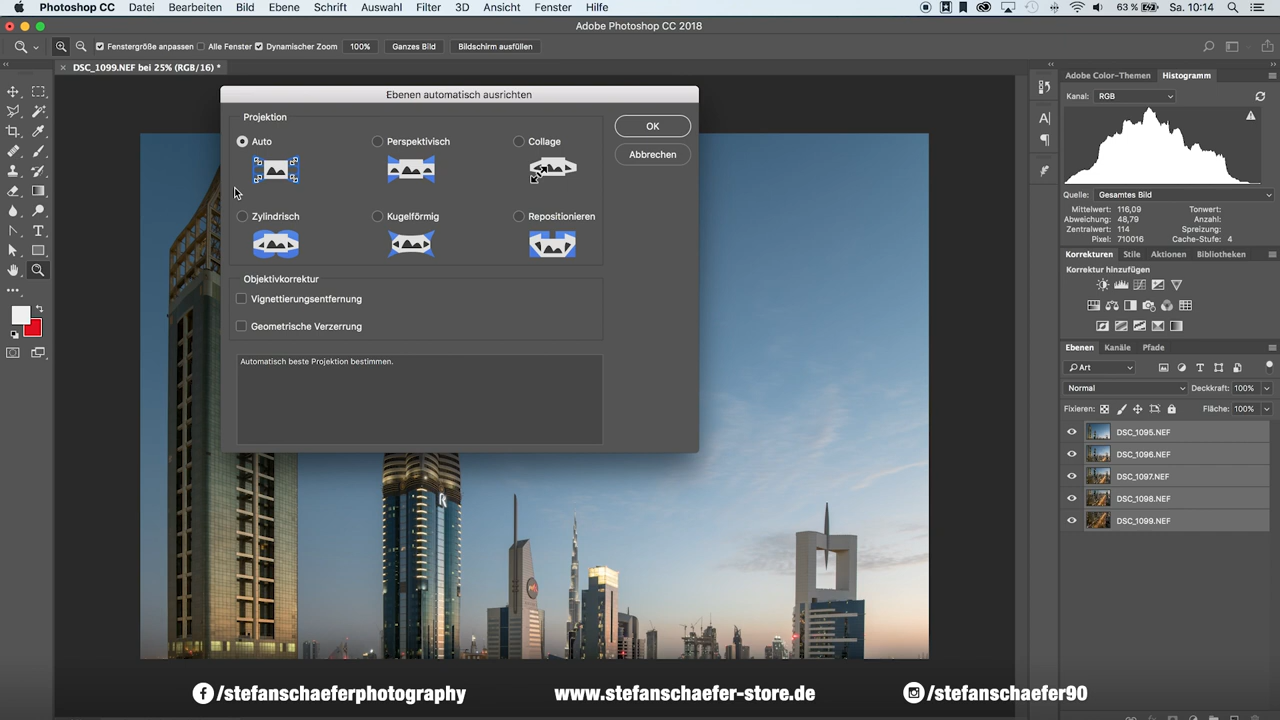 Photoshop CC Datei Bearbeiten Bild Ebene Schrift Auswahl Filter 3D Ansicht Fenster Hilfe 63 % Sa. 10:14
Adobe Photoshop CC 2018
Fenstergröße anpassen Alle Fenster Dynamischer Zoom 100% Ganzes Bild Bildschirm ausfüllen
DSC_1099.NEF bei 25% (RGB/16) *
Ebenen automatisch ausrichten
Projektion
Auto Perspektivisch Collage
Zylindrisch Kugelförmig Repositionieren
OK
Abbrechen
Objektivkorrektur
Vignettierungsentfernung
Geometrische Verzerrung
Automatisch beste Projektion bestimmen.
Adobe Color-Themen Histogramm
Kanal: RGB
Quelle: Gesamtes Bild
Mittelwert: 116,09 Tonwert:
Abweichung: 48,79 Anzahl:
Zentralwert: 114 Spreizung:
Pixel: 710016 Cache-Stufe: 4
Korrekturen Stile Aktionen Bibliotheken
Korrektur hinzufügen
Ebenen Kanäle Pfade
Art
Normal Deckkraft: 100%
Fixieren: Fläche: 100%
DSC_1095.NEF
DSC_1096.NEF
DSC_1097.NEF
DSC_1098.NEF
DSC_1099.NEF
/stefanschaeferphotography www.stefanschaefer-store.de /stefanschaefer90